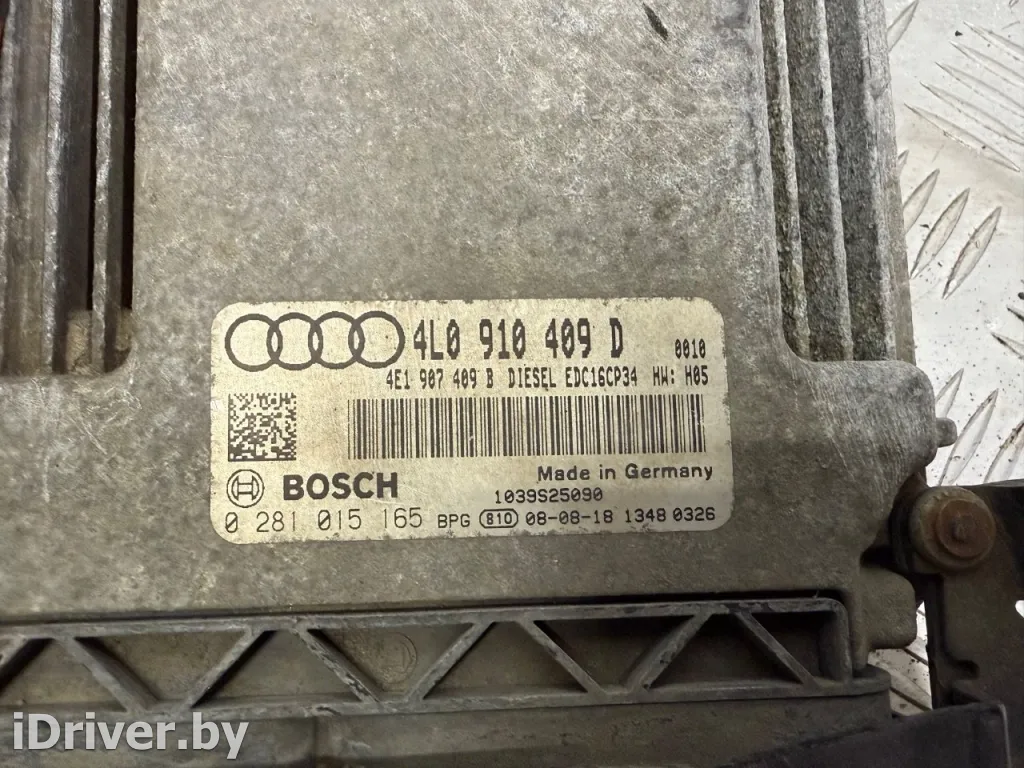 4L0 910 409 D 0010
4E1 907 409 B DIESEL EDC16CP34 HW: H05
BOSCH Made in Germany
1039S25090
0 281 015 165 BPG 810 08-08-18 1348 0326
iDriver.by